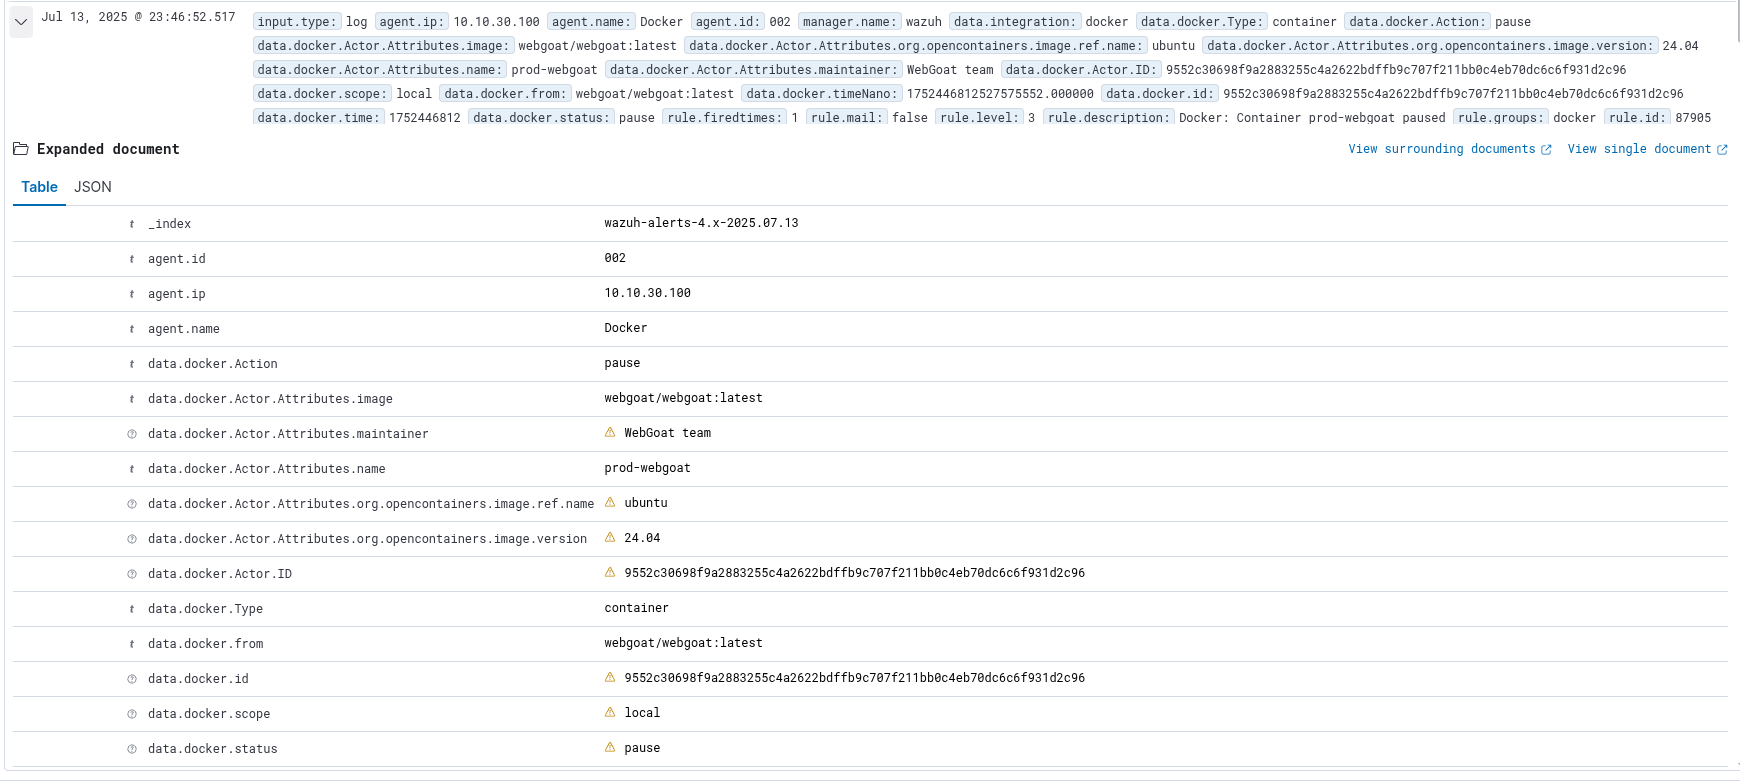 Jul 13, 2025 @ 23:46:52.517
input.type: log agent.ip: 10.10.30.100 agent.name: Docker agent.id: 002 manager.name: wazuh data.integration: docker data.docker.Type: container data.docker.Action: pause
data.docker.Actor.Attributes.image: webgoat/webgoat:latest data.docker.Actor.Attributes.org.opencontainers.image.ref.name: ubuntu data.docker.Actor.Attributes.org.opencontainers.image.version: 24.04
data.docker.Actor.Attributes.name: prod-webgoat data.docker.Actor.Attributes.maintainer: WebGoat team data.docker.Actor.ID: 9552c30698f9a2883255c4a2622bdffb9c707f211bb0c4eb70dc6c6f931d2c96
data.docker.scope: local data.docker.from: webgoat/webgoat:latest data.docker.timeNano: 1752446812527575552.000000 data.docker.id: 9552c30698f9a2883255c4a2622bdffb9c707f211bb0c4eb70dc6c6f931d2c96
data.docker.time: 1752446812 data.docker.status: pause rule.firedtimes: 1 rule.mail: false rule.level: 3 rule.description: Docker: Container prod-webgoat paused rule.groups: docker rule.id: 87905
Expanded document View surrounding documents View single document
Table JSON
t _index wazuh-alerts-4.x-2025.07.13
t agent.id 002
t agent.ip 10.10.30.100
t agent.name Docker
t data.docker.Action pause
t data.docker.Actor.Attributes.image webgoat/webgoat:latest
data.docker.Actor.Attributes.maintainer WebGoat team
t data.docker.Actor.Attributes.name prod-webgoat
data.docker.Actor.Attributes.org.opencontainers.image.ref.name ubuntu
data.docker.Actor.Attributes.org.opencontainers.image.version 24.04
data.docker.Actor.ID 9552c30698f9a2883255c4a2622bdffb9c707f211bb0c4eb70dc6c6f931d2c96
t data.docker.Type container
t data.docker.from webgoat/webgoat:latest
data.docker.id 9552c30698f9a2883255c4a2622bdffb9c707f211bb0c4eb70dc6c6f931d2c96
data.docker.scope local
data.docker.status pause